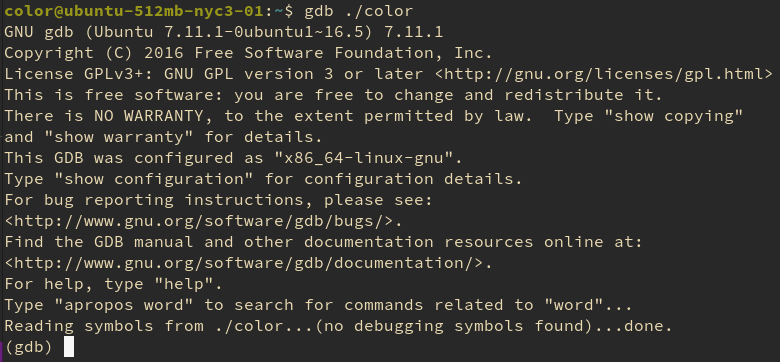 color@ubuntu-512mb-nyc3-01:~$ gdb ./color
GNU gdb (Ubuntu 7.11.1-0ubuntu1~16.5) 7.11.1
Copyright (C) 2016 Free Software Foundation, Inc.
License GPLv3+: GNU GPL version 3 or later <http://gnu.org/licenses/gpl.html>
This is free software: you are free to change and redistribute it.
There is NO WARRANTY, to the extent permitted by law.  Type "show copying"
and "show warranty" for details.
This GDB was configured as "x86_64-linux-gnu".
Type "show configuration" for configuration details.
For bug reporting instructions, please see:
<http://www.gnu.org/software/gdb/bugs/>.
Find the GDB manual and other documentation resources online at:
<http://www.gnu.org/software/gdb/documentation/>.
For help, type "help".
Type "apropos word" to search for commands related to "word"...
Reading symbols from ./color...(no debugging symbols found)...done.
(gdb)